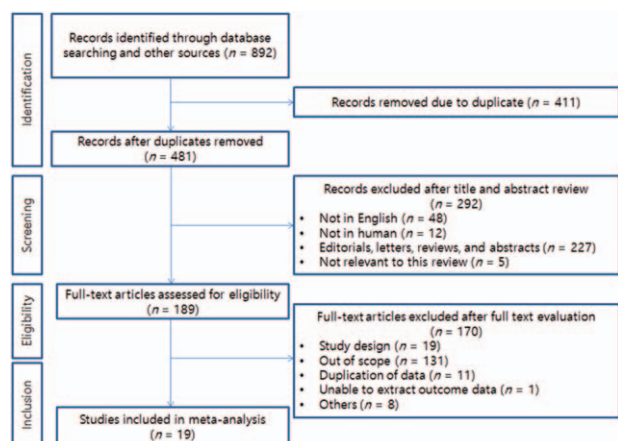 Identification
Records identified through database
searching and other sources (n = 892)
Records removed due to duplicate (n = 411)
Records after duplicates removed
(n = 481)
Screening
Records excluded after title and abstract review
(n = 292)
• Not in English (n = 48)
• Not in human (n = 12)
• Editorials, letters, reviews, and abstracts (n = 227)
• Not relevant to this review (n = 5)
Eligibility
Full-text articles assessed for eligibility
(n = 189)
Full-text articles excluded after full text evaluation
(n = 170)
• Study design (n = 19)
• Out of scope (n = 131)
• Duplication of data (n = 11)
• Unable to extract outcome data (n = 1)
• Others (n = 8)
Inclusion
Studies included in meta-analysis
(n = 19)